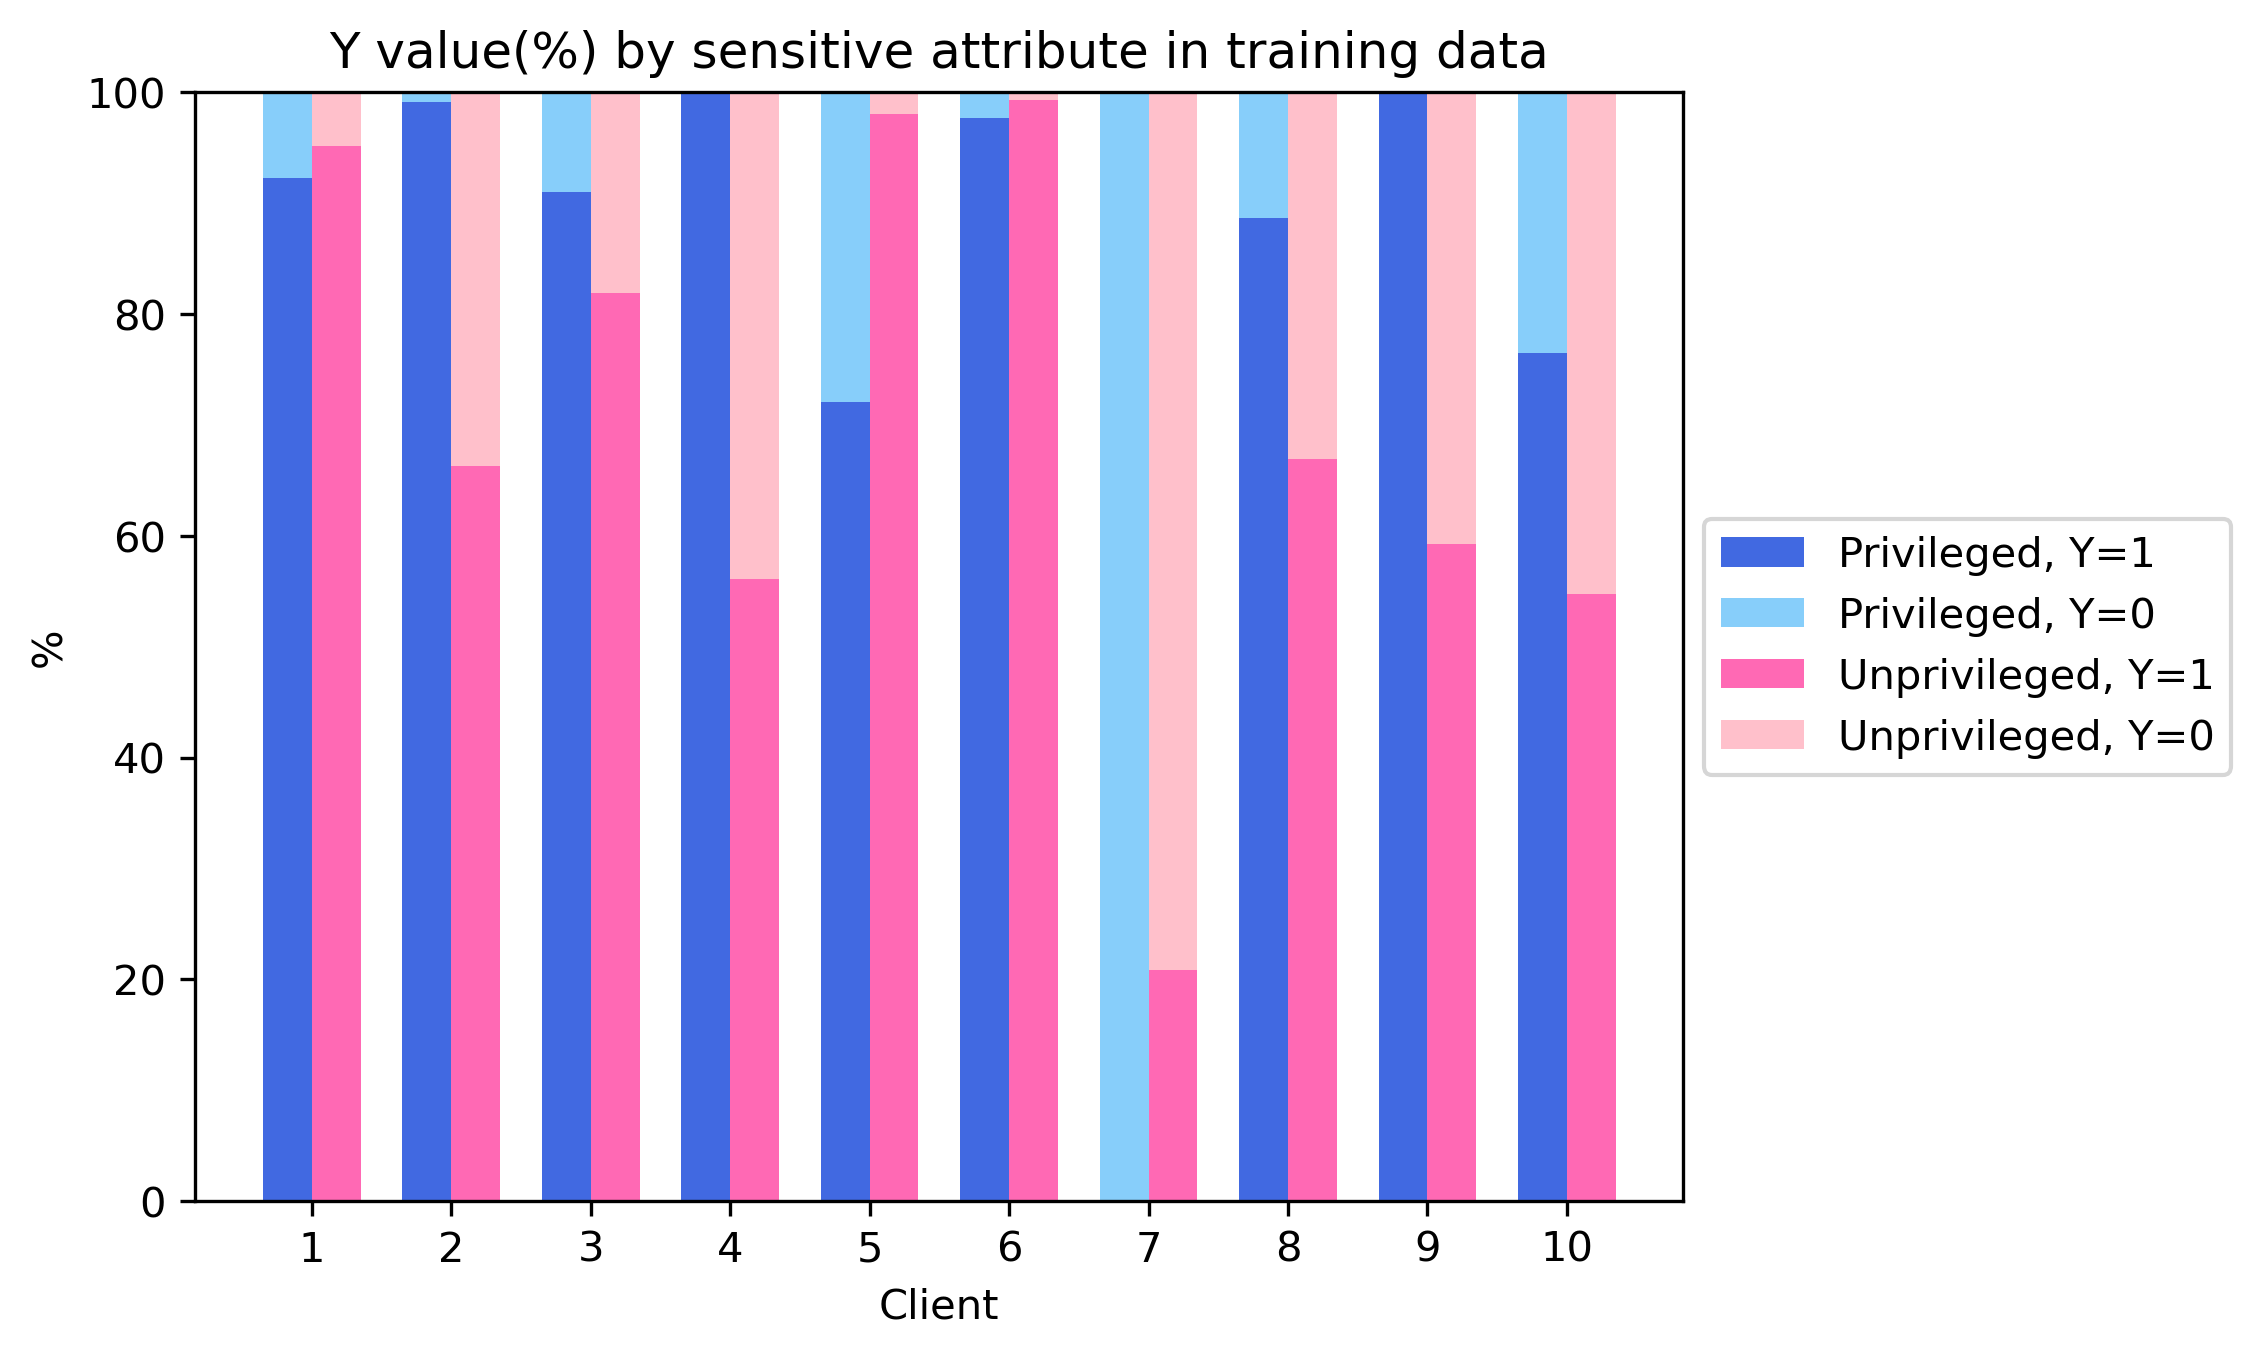 Y value(%) by sensitive attribute in training data
100
80
60
40
20
0
%
1 2 3 4 5 6 7 8 9 10
Client
Privileged, Y=1
Privileged, Y=0
Unprivileged, Y=1
Unprivileged, Y=0